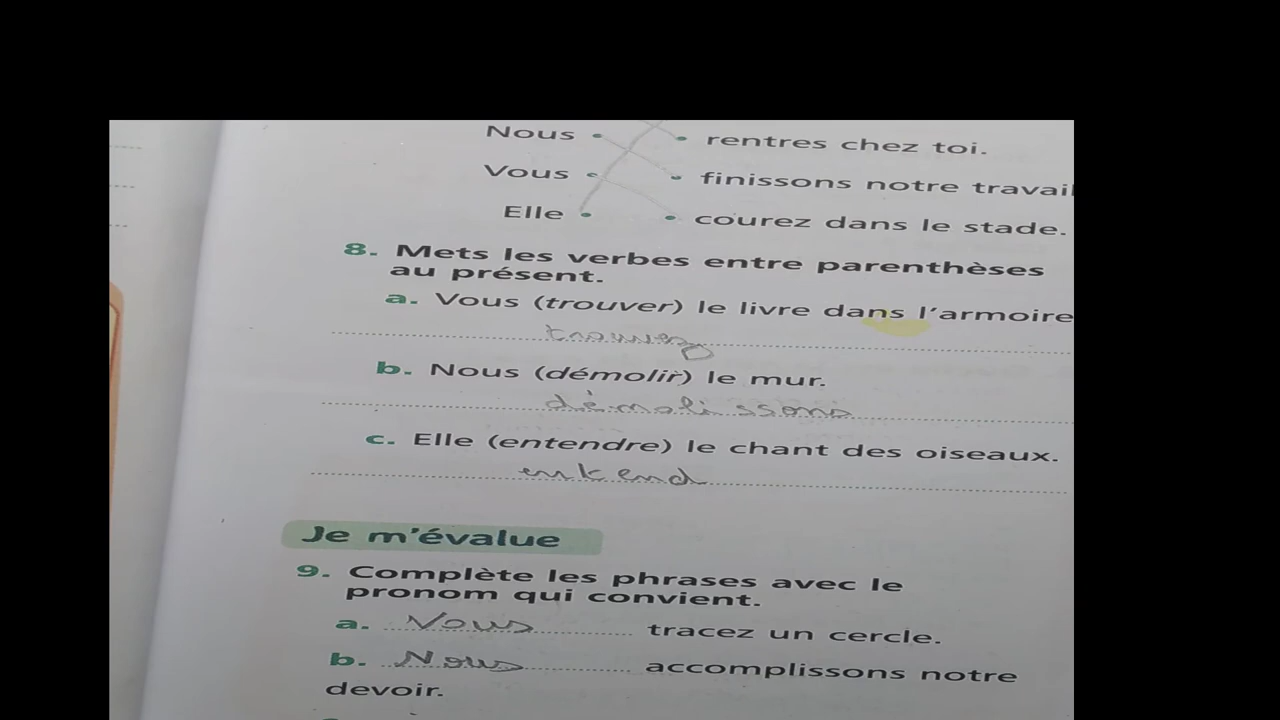 Nous • • rentres chez toi.
Vous • • finissons notre travail
Elle • • courez dans le stade.
8. Mets les verbes entre parenthèses
au présent.
a. Vous (trouver) le livre dans l'armoire
trouvez
b. Nous (démolir) le mur.
démolissons
c. Elle (entendre) le chant des oiseaux.
entend
Je m'évalue
9. Complète les phrases avec le
pronom qui convient.
a. Vous tracez un cercle.
b. Nous accomplissons notre
devoir.